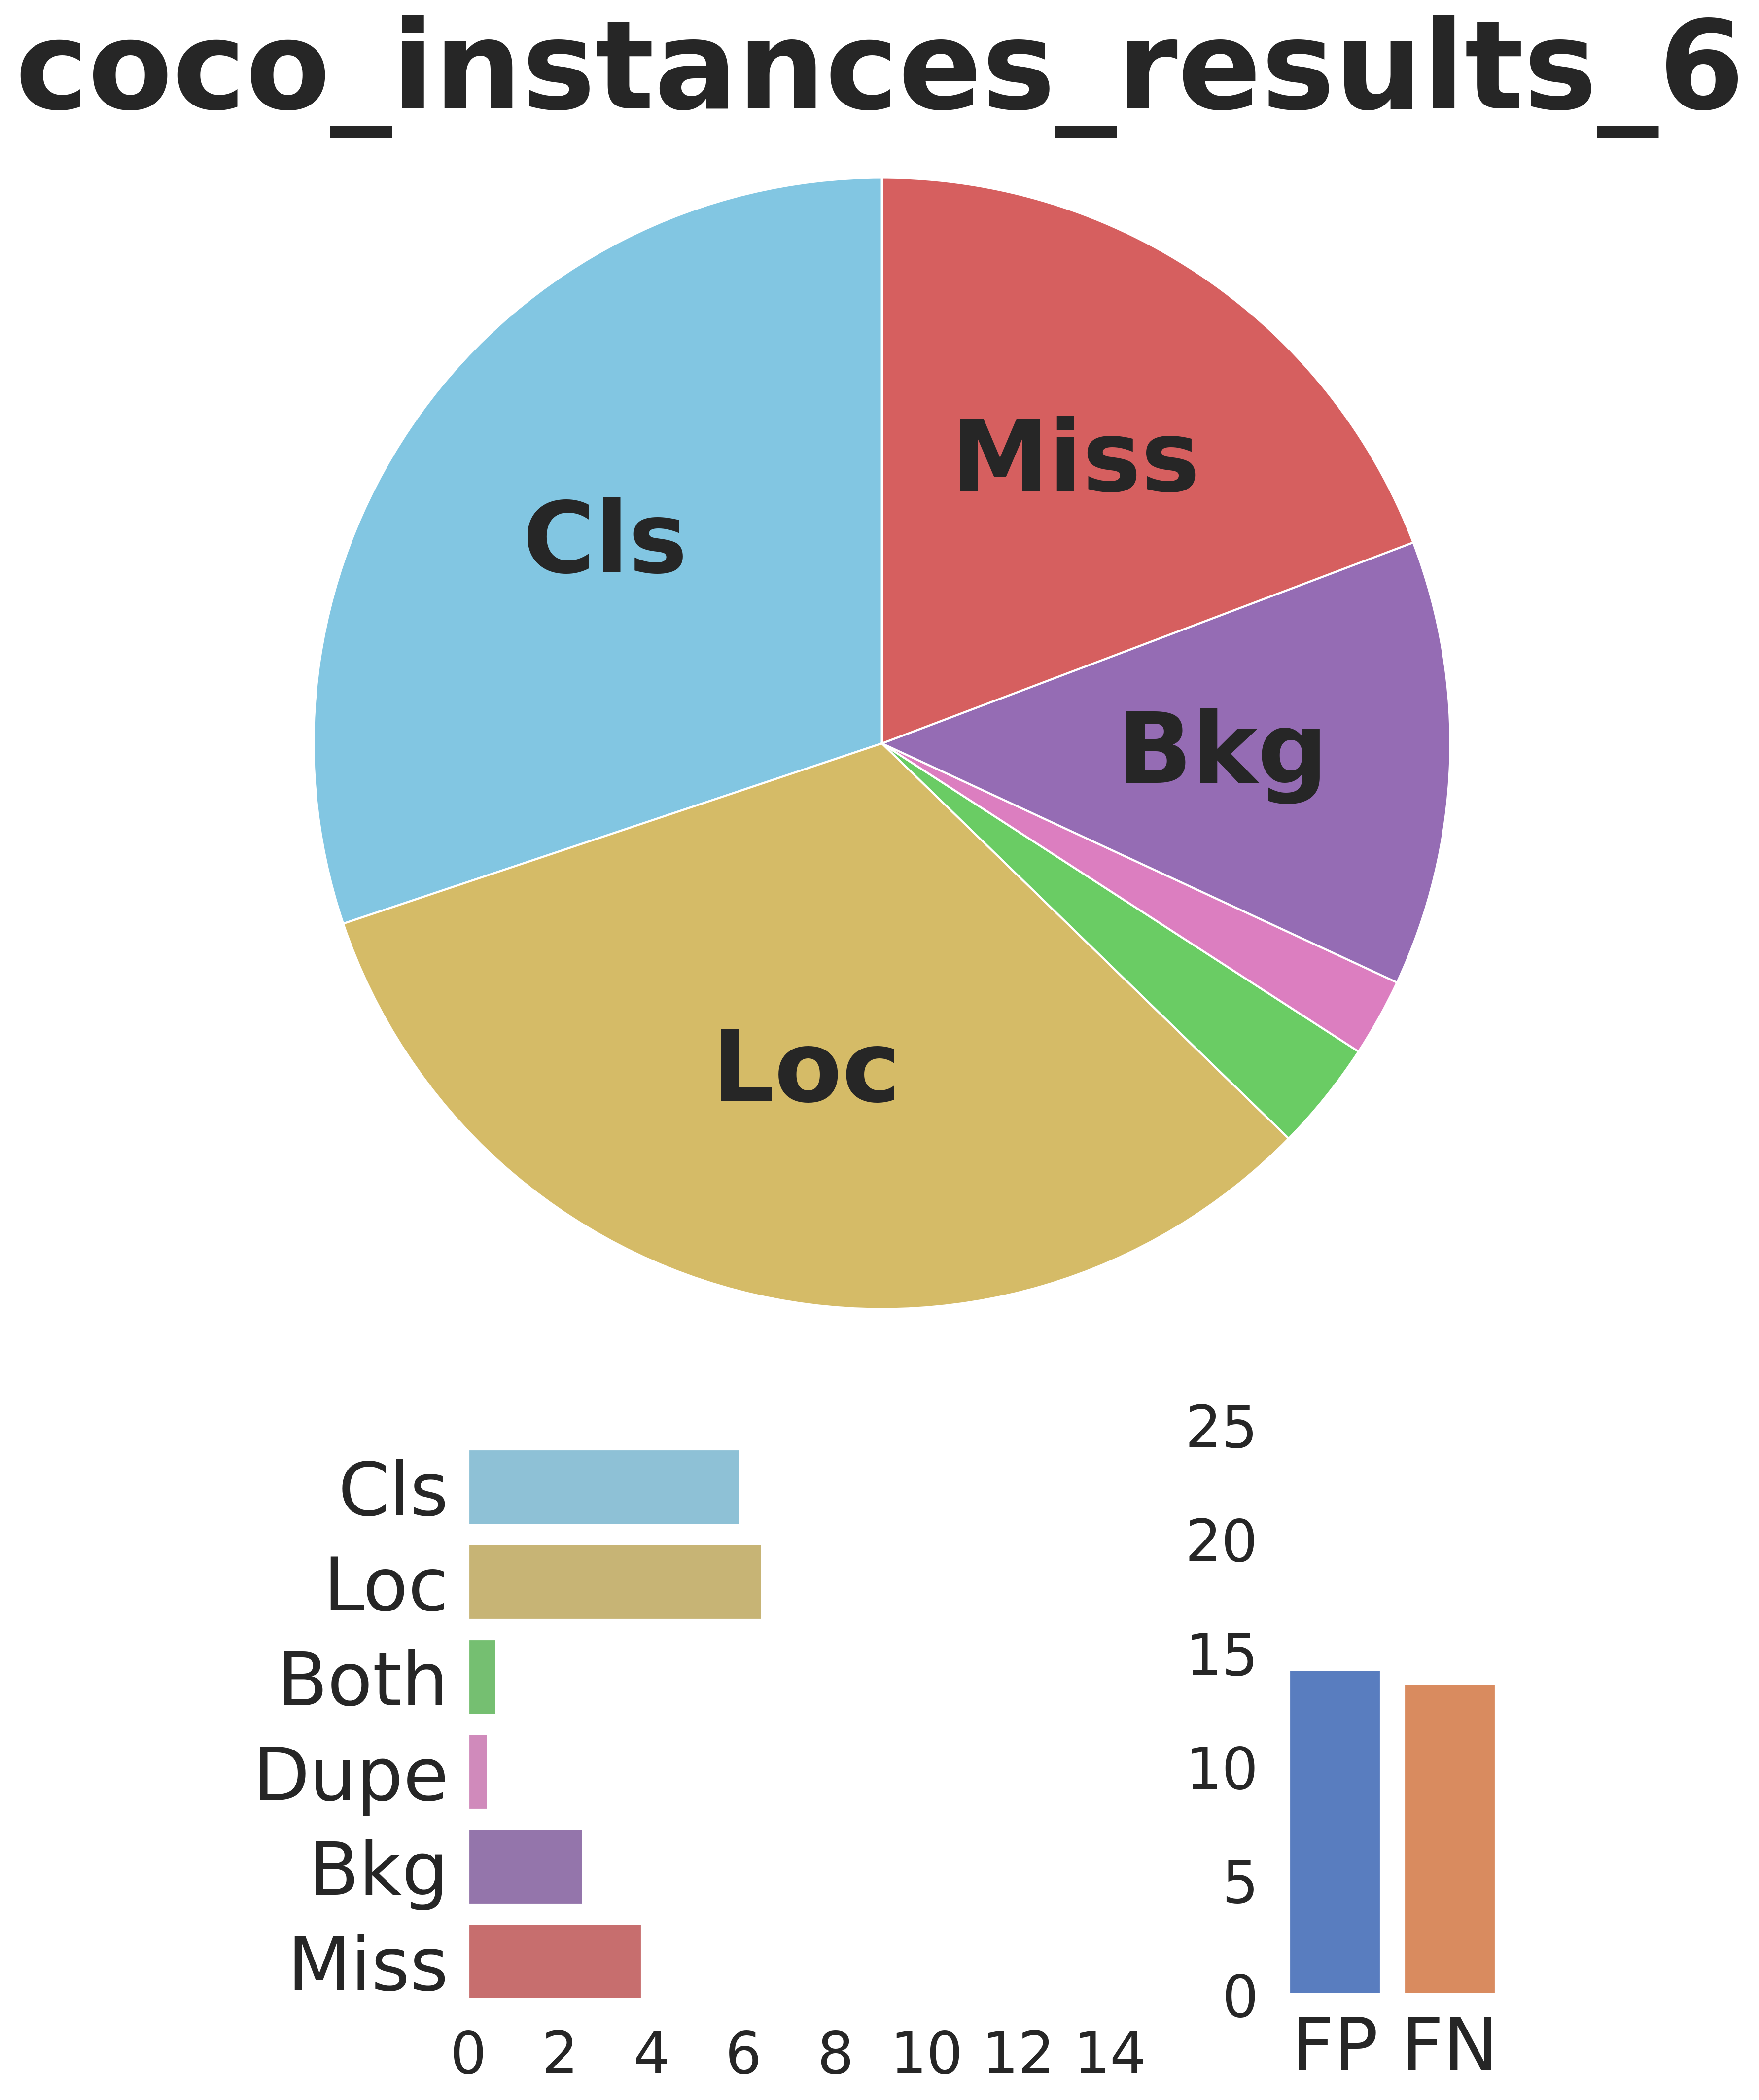 coco_instances_results_6
Miss
Cls
Bkg
Loc
Cls
Loc
Both
Dupe
Bkg
Miss
0 2 4 6 8 10 12 14
25
20
15
10
5
0
FP FN